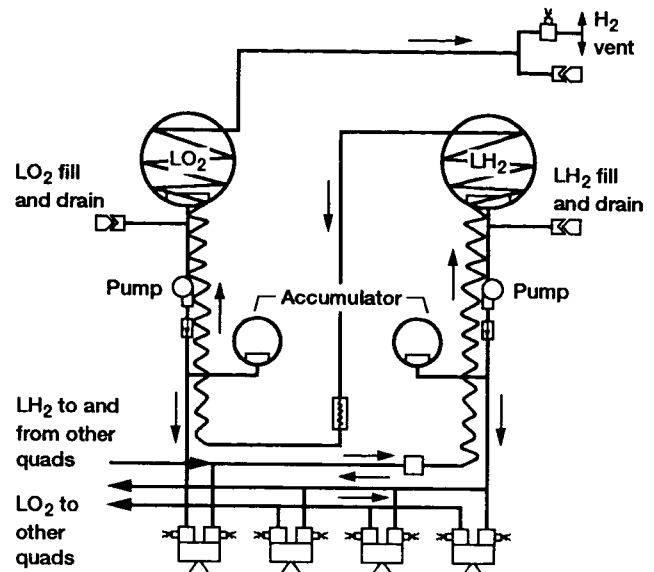 H2
vent
LO2
LH2
LO2 fill
and drain
LH2 fill
and drain
Pump
Accumulator
Pump
LH2 to and
from other
quads
LO2 to
other
quads